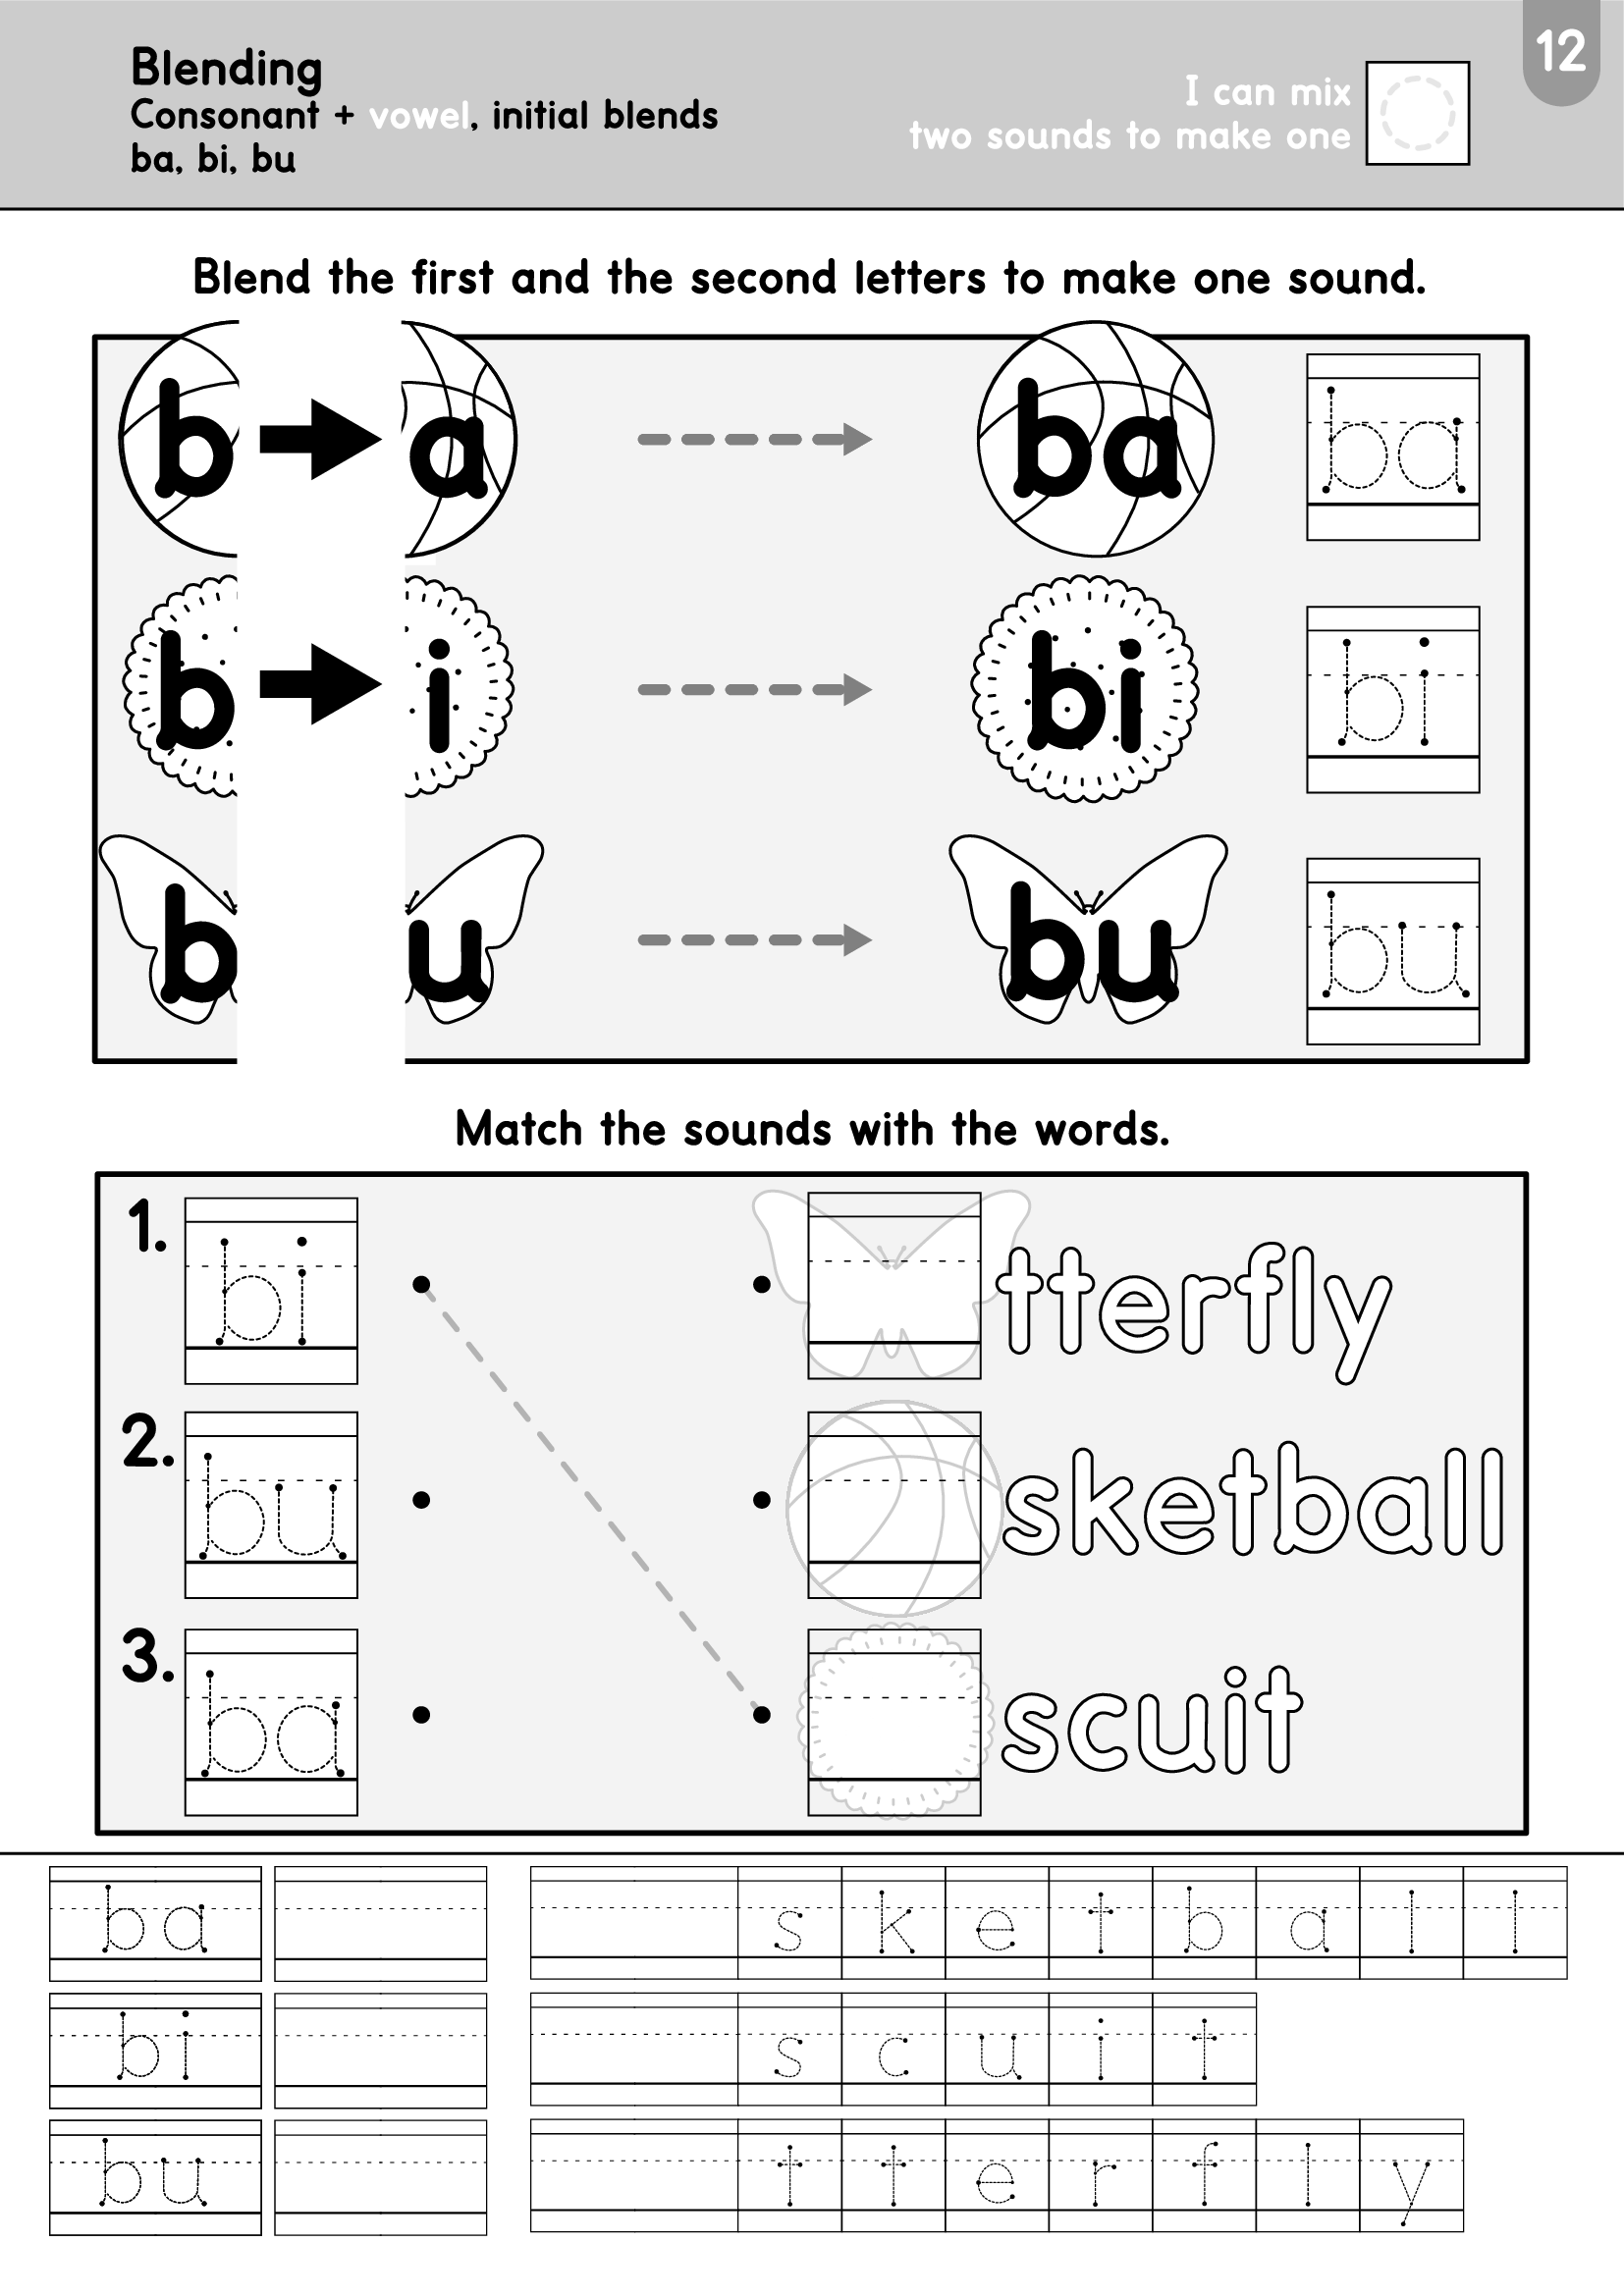 12
Blending
Consonant + vowel, initial blends
ba, bi, bu
I can mix
two sounds to make one
Blend the first and the second letters to make one sound.
b a ba ba
b i bi bi
b u bu bu
Match the sounds with the words.
1. bi tterfly
2. bu sketball
3. ba scuit
ba s k e t b a l l
bi s c u i t
bu t t e r f l y